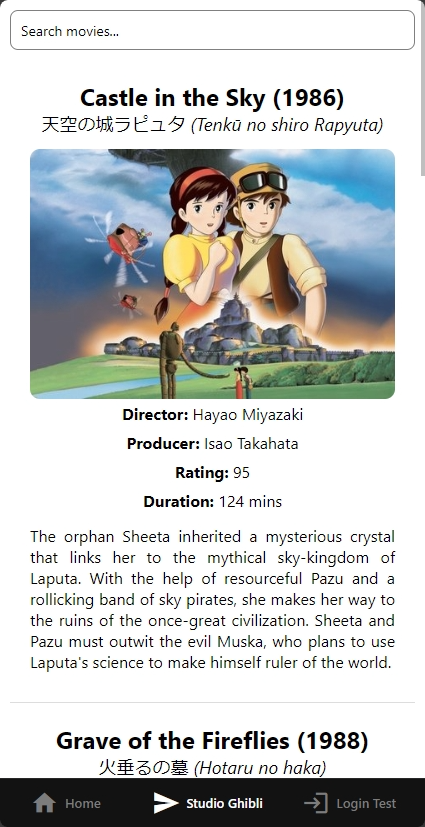 Search movies...
Castle in the Sky (1986)
天空の城ラピュタ (Tenkū no shiro Rapyuta)
Director: Hayao Miyazaki
Producer: Isao Takahata
Rating: 95
Duration: 124 mins
The orphan Sheeta inherited a mysterious crystal
that links her to the mythical sky-kingdom of
Laputa. With the help of resourceful Pazu and a
rollicking band of sky pirates, she makes her way to
the ruins of the once-great civilization. Sheeta and
Pazu must outwit the evil Muska, who plans to use
Laputa's science to make himself ruler of the world.
Grave of the Fireflies (1988)
火垂るの墓 (Hotaru no haka)
Home
Studio Ghibli
Login Test